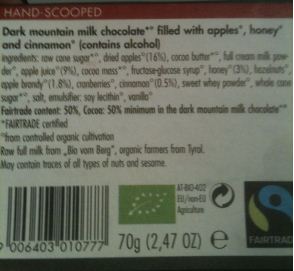 HAND-SCOOPED
Dark mountain milk chocolate*° filled with apples°, honey°
and cinnamon° (contains alcohol)
ingredients: raw cane sugar*°, dried apples°(16%), cocoa butter*°, full cream milk pow-
der°, apple juice°(9%), cocoa mass*°, fructose-glucose syrup°, honey°(3%), hazelnuts°,
apple brandy°(1.8%), cranberries°, cinnamon°(0.5%), sweet whey powder°, whole cane
sugar*°, salt, emulsifier: soy lecithin°, vanilla°
Fairtrade content: 50%, Cocoa: 50% minimum in the dark mountain milk chocolate*°
*FAIRTRADE certified
°from controlled organic cultivation
Raw full milk from „Bio vom Berg", organic farmers from Tyrol.
May contain traces of all types of nuts and sesame.
AT-BIO-402
EU/non-EU
Agriculture
9 006403 010777
70g (2,47 OZ) e
FAIRTRADE